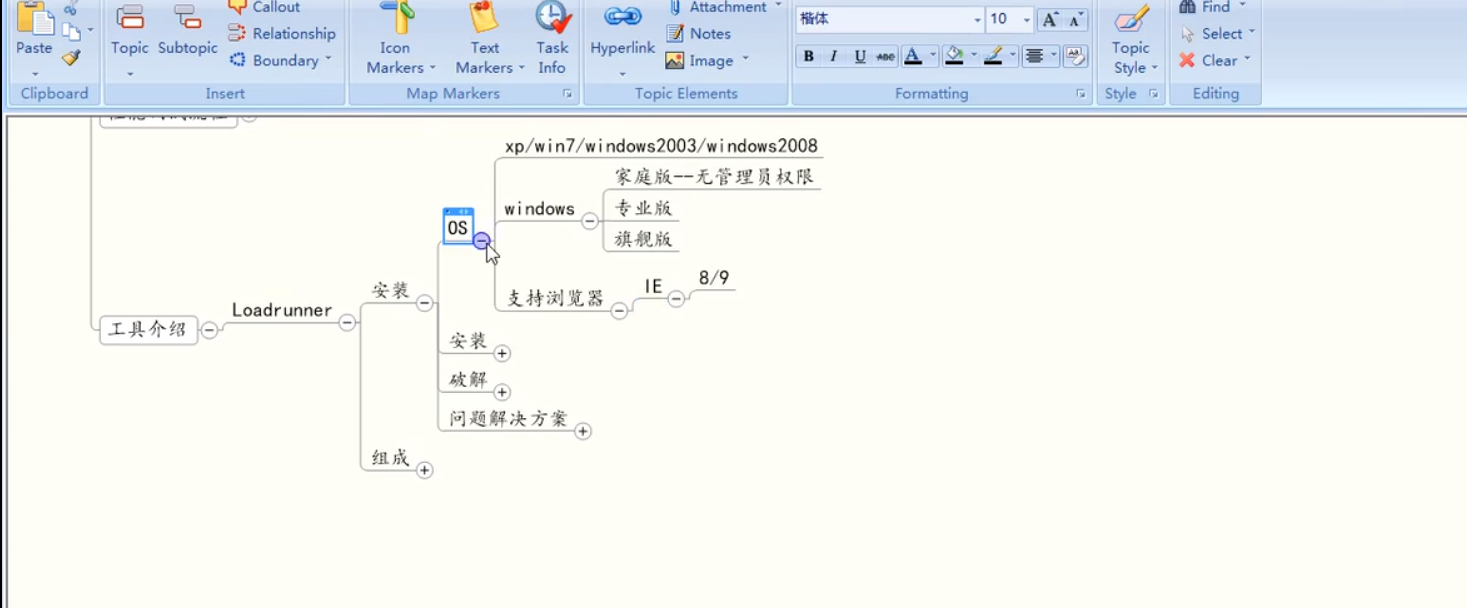 Callout
Attachment
楷体
10
Find
Paste
Topic
Subtopic
Relationship
Icon
Markers
Text
Markers
Task
Info
Hyperlink
Notes
Topic
Style
Select
Boundary
Image
B I U ABC A
Clear
Clipboard
Insert
Map Markers
Topic Elements
Formatting
Style
Editing
xp/win7/windows2003/windows2008
家庭版--无管理员权限
windows
专业版
OS
旗舰版
8/9
IE
支持浏览器
安装
Loadrunner
工具介绍
安装
破解
问题解决方案
组成